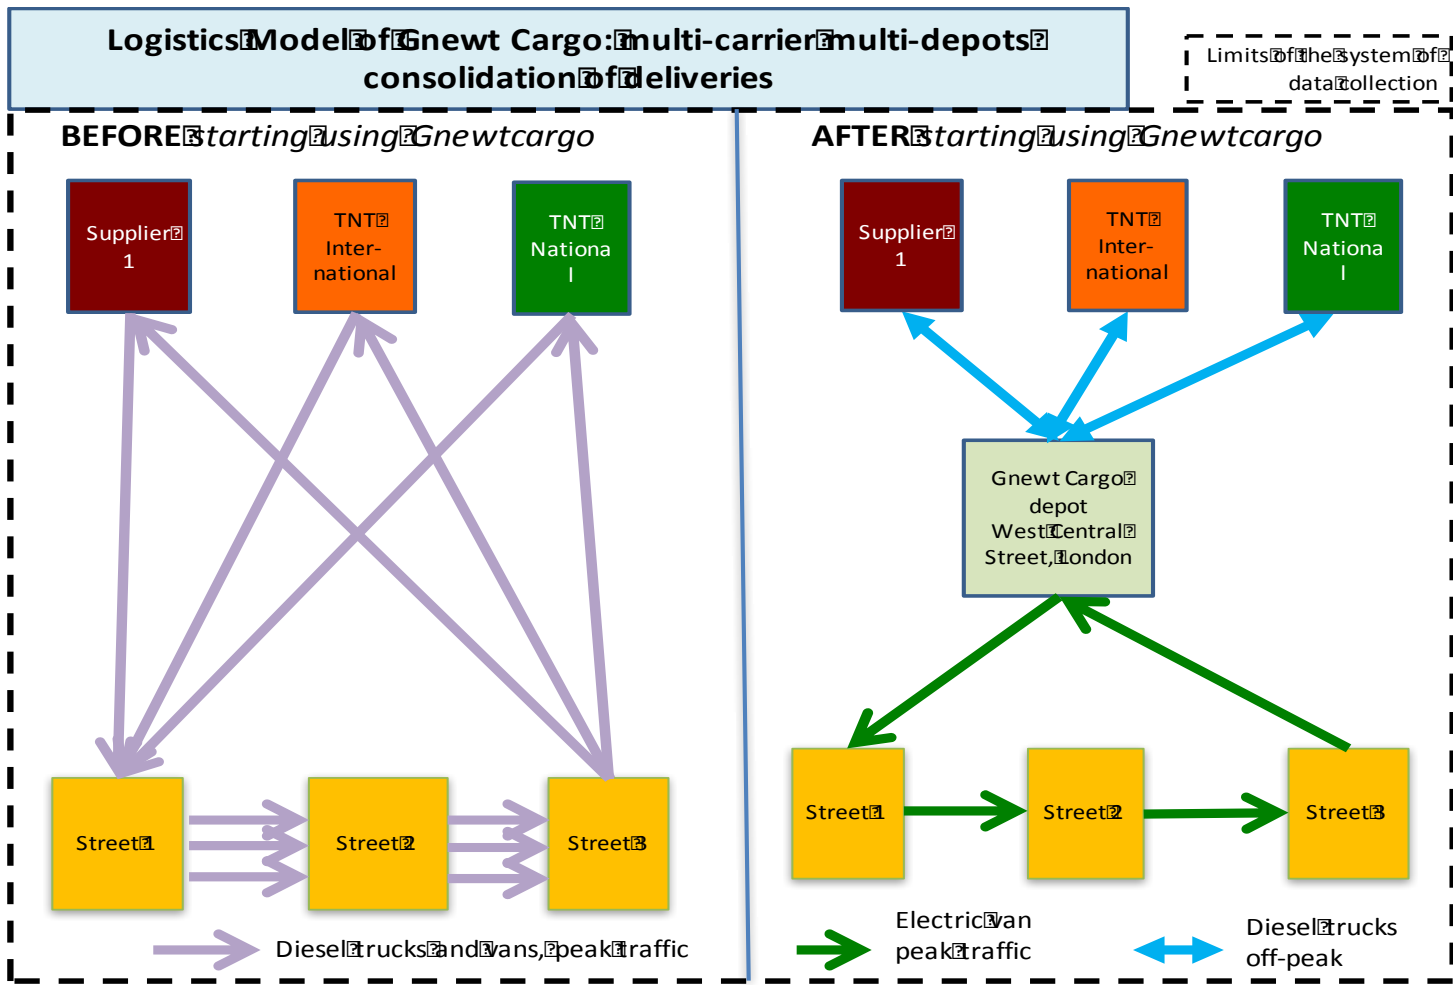 Logistics Model of Gnewt Cargo: multi-carrier multi-depots
consolidation of deliveries
Limits of the system of
data collection
BEFORE starting using Gnewtcargo
Supplier
1
TNT
Inter-
national
TNT
Nationa
l
Street 1
Street 2
Street 3
Diesel trucks and vans, peak traffic
AFTER starting using Gnewtcargo
Supplier
1
TNT
Inter-
national
TNT
Nationa
l
Gnewt Cargo
depot
West Central
Street, London
Street 1
Street 2
Street 3
Electric van
peak traffic
Diesel trucks
off-peak